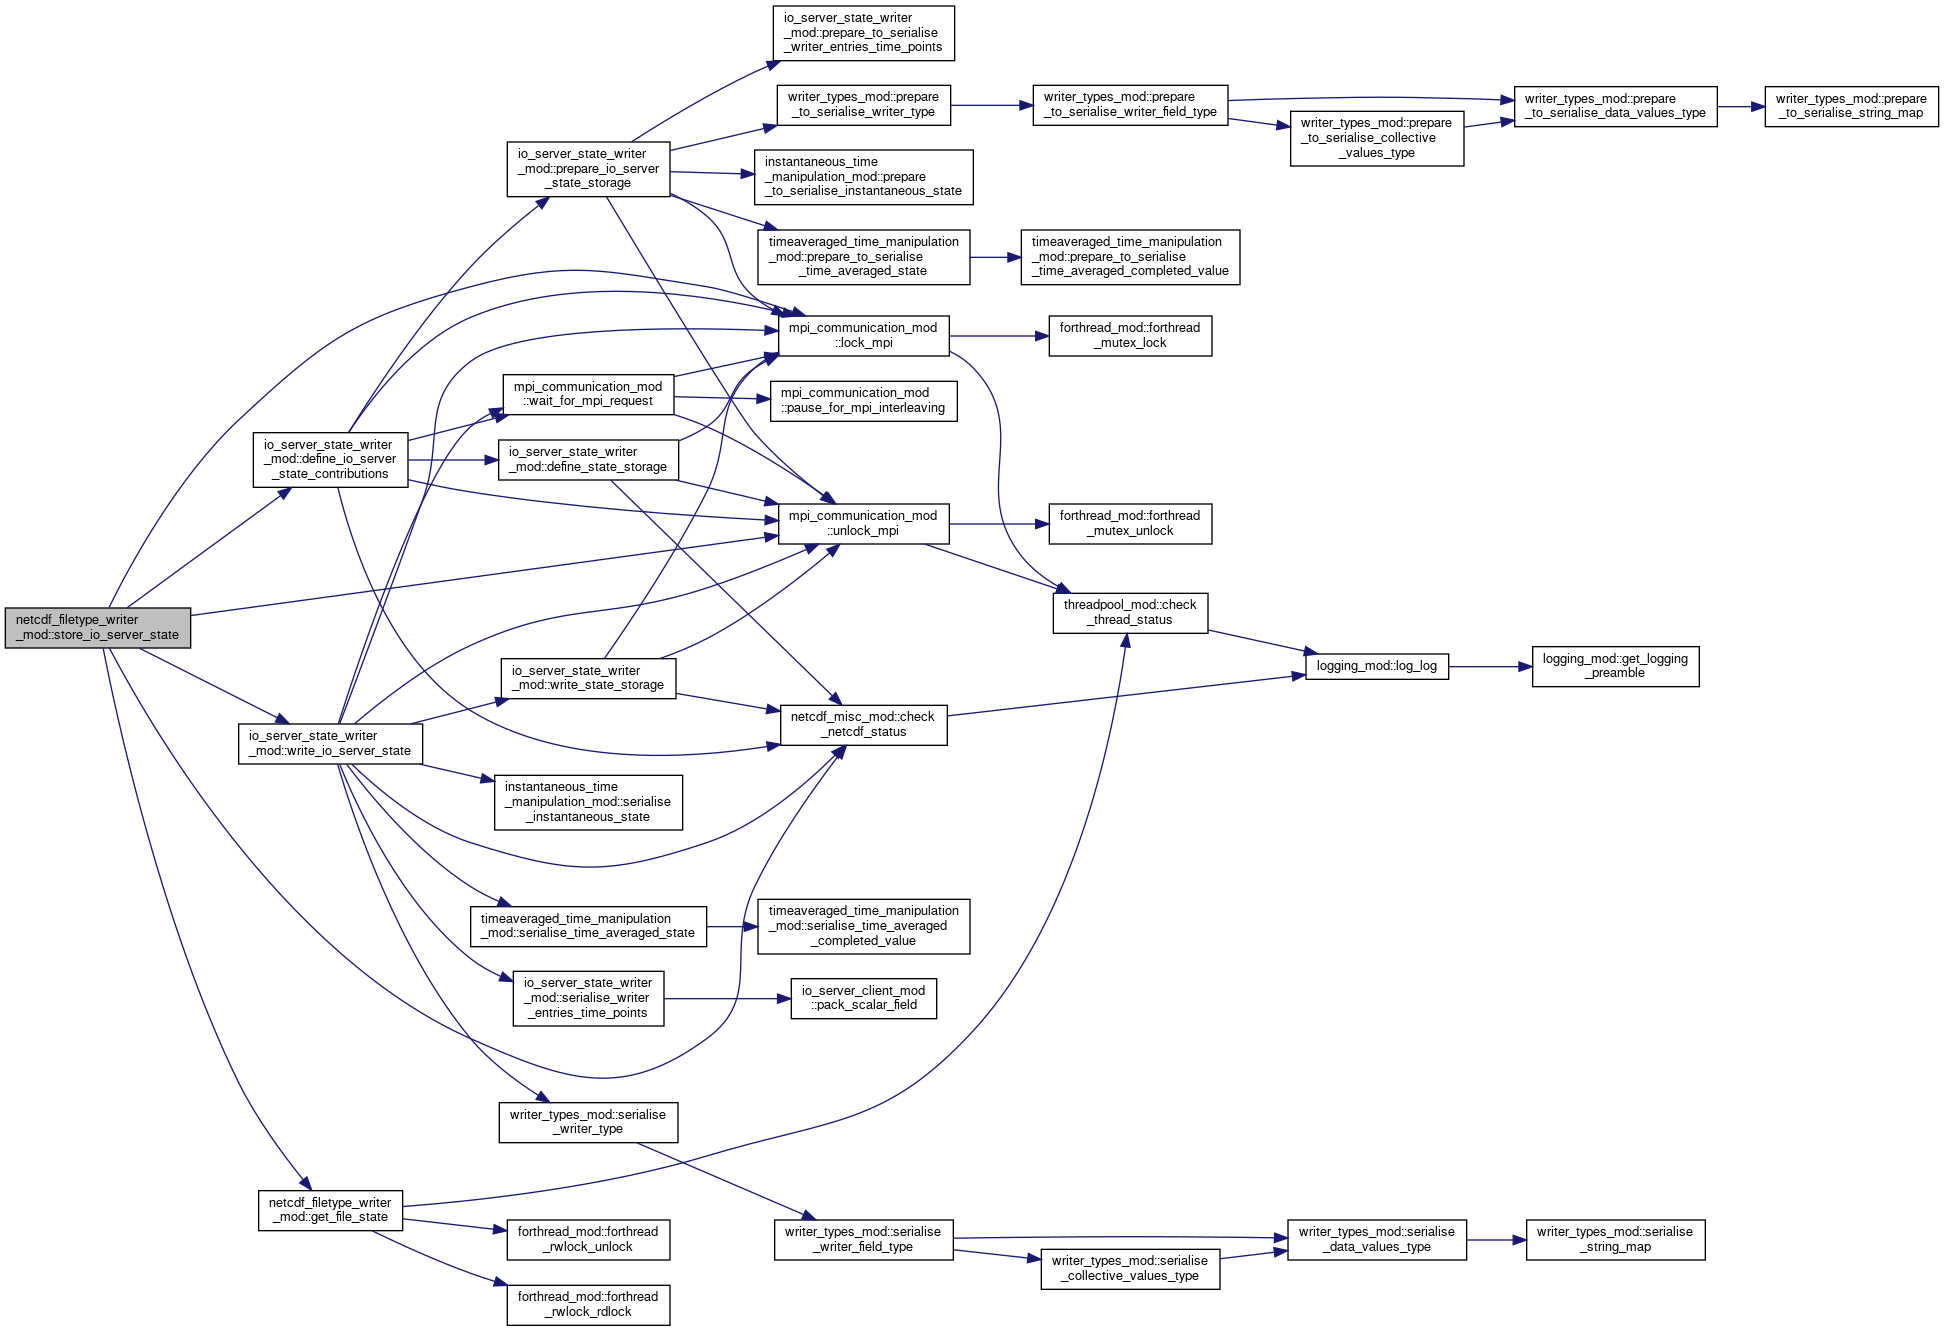 netcdf_filetype_writer
_mod::store_io_server_state
io_server_state_writer
_mod::define_io_server
_state_contributions
io_server_state_writer
_mod::write_io_server_state
netcdf_filetype_writer
_mod::get_file_state
io_server_state_writer
_mod::prepare_io_server
_state_storage
mpi_communication_mod
::wait_for_mpi_request
io_server_state_writer
_mod::define_state_storage
io_server_state_writer
_mod::write_state_storage
instantaneous_time
_manipulation_mod::serialise
_instantaneous_state
timeaveraged_time_manipulation
_mod::serialise_time_averaged_state
io_server_state_writer
_mod::serialise_writer
_entries_time_points
writer_types_mod::serialise
_writer_type
forthread_mod::forthread
_rwlock_unlock
forthread_mod::forthread
_rwlock_rdlock
io_server_state_writer
_mod::prepare_to_serialise
_writer_entries_time_points
writer_types_mod::prepare
_to_serialise_writer_type
instantaneous_time
_manipulation_mod::prepare
_to_serialise_instantaneous_state
timeaveraged_time_manipulation
_mod::prepare_to_serialise
_time_averaged_state
mpi_communication_mod
::lock_mpi
mpi_communication_mod
::pause_for_mpi_interleaving
mpi_communication_mod
::unlock_mpi
netcdf_misc_mod::check
_netcdf_status
timeaveraged_time_manipulation
_mod::serialise_time_averaged
_completed_value
io_server_client_mod
::pack_scalar_field
writer_types_mod::serialise
_writer_field_type
writer_types_mod::prepare
_to_serialise_writer_field_type
timeaveraged_time_manipulation
_mod::prepare_to_serialise
_time_averaged_completed_value
forthread_mod::forthread
_mutex_lock
forthread_mod::forthread
_mutex_unlock
threadpool_mod::check
_thread_status
writer_types_mod::serialise
_collective_values_type
writer_types_mod::prepare
_to_serialise_collective
_values_type
logging_mod::log_log
writer_types_mod::serialise
_data_values_type
writer_types_mod::prepare
_to_serialise_data_values_type
logging_mod::get_logging
_preamble
writer_types_mod::serialise
_string_map
writer_types_mod::prepare
_to_serialise_string_map